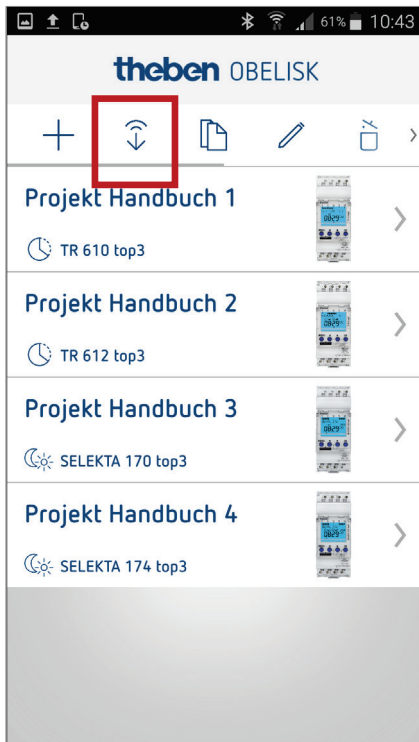 61% 10:43
theben OBELISK
Projekt Handbuch 1
TR 610 top3
Projekt Handbuch 2
TR 612 top3
Projekt Handbuch 3
SELEKTA 170 top3
Projekt Handbuch 4
SELEKTA 174 top3